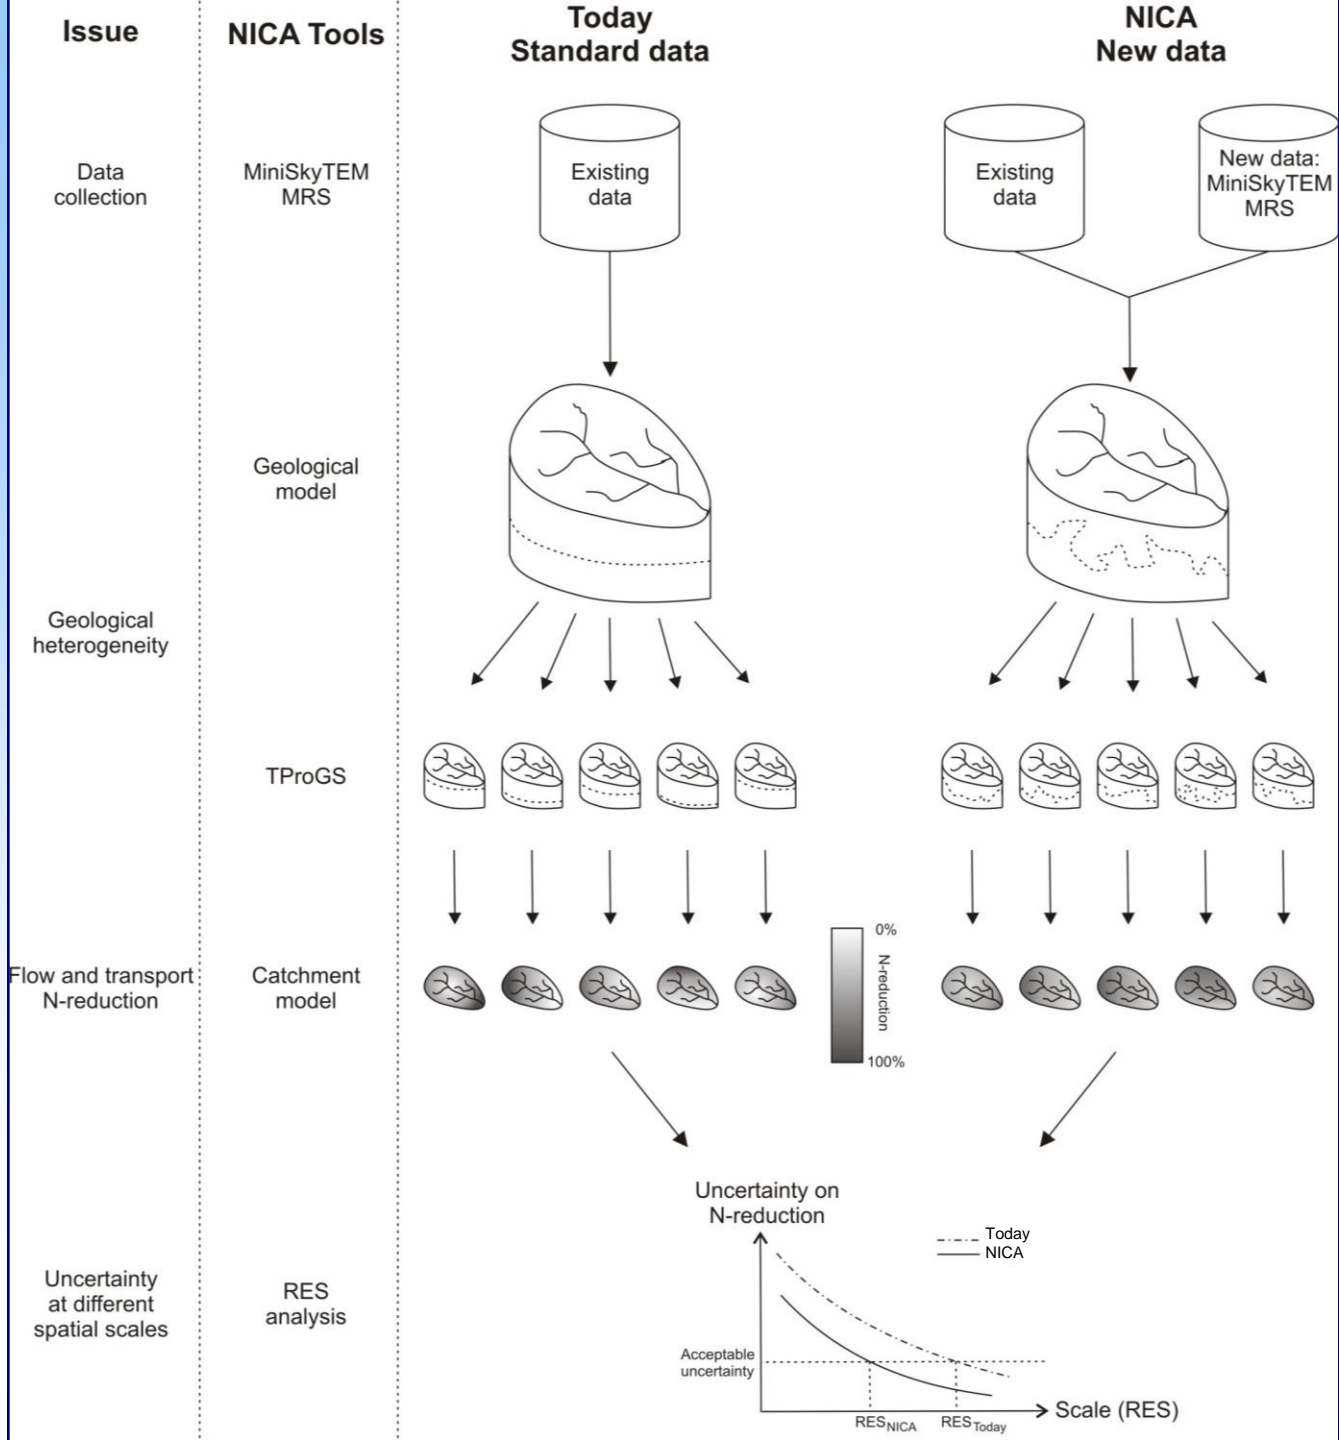 Issue
NICA Tools
Today
Standard data
NICA
New data
Data
collection
MiniSkyTEM
MRS
Existing
data
Existing
data
New data:
MiniSkyTEM
MRS
Geological
model
Geological
heterogeneity
TProGS
Flow and transport
N-reduction
Catchment
model
0%
N-reduction
100%
Uncertainty on
N-reduction
Today
NICA
Uncertainty
at different
spatial scales
RES
analysis
Acceptable
uncertainty
RESNICA
RESToday
Scale (RES)